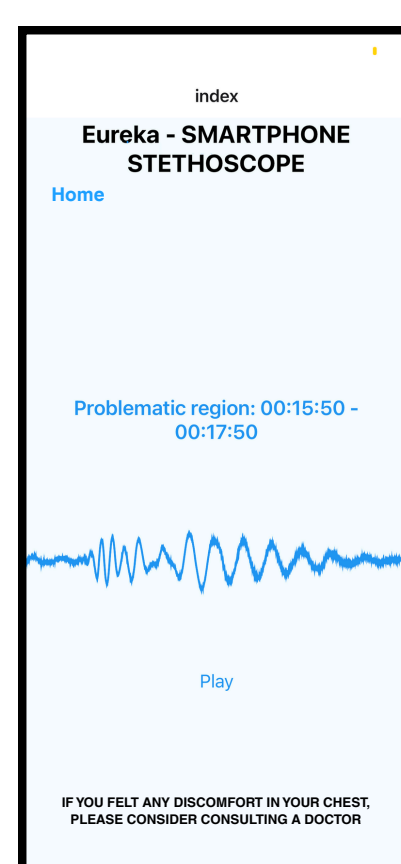 index
Eureka - SMARTPHONE
STETHOSCOPE
Home
Problematic region: 00:15:50 -
00:17:50
Play
IF YOU FELT ANY DISCOMFORT IN YOUR CHEST,
PLEASE CONSIDER CONSULTING A DOCTOR